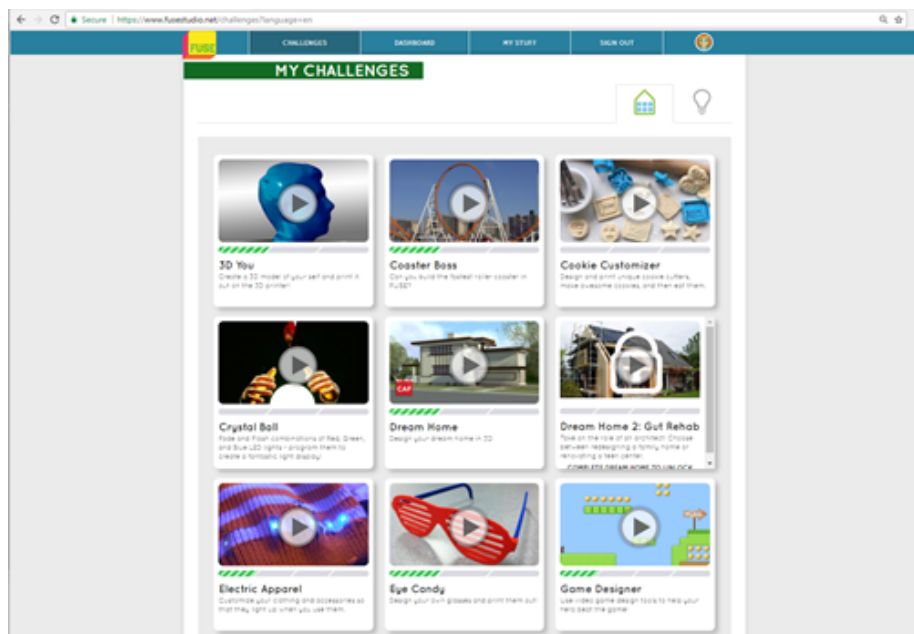 Secure | https://www.fusestudio.net/challenges?language=en
FUSE
CHALLENGES
DASHBOARD
MY STUFF
SIGN OUT
MY CHALLENGES
3D You
Create a 3D model of your self and print it
out on the 3D printer!
Coaster Boss
Can you build the fastest roller coaster in
FUSE?
Cookie Customizer
Design and print unique cookie cutters,
make awesome cookies, and then eat them.
Crystal Ball
Fade and Flash combinations of Red, Green,
and Blue LED lights - program them to
create a fantastic light display!
CAF
Dream Home
Design your dream home in 3D
Dream Home 2: Gut Rehab
Take on the role of an architect! Choose
between redesigning a family home or
renovating a teen center.
COMPLETE DREAM HOME TO UNLOCK
Electric Apparel
Customize your clothing and accessories so
that they light up when you use them.
Eye Candy
Design your own glasses and print them out!
Game Designer
Use video game design tools to help your
hero beat the game!